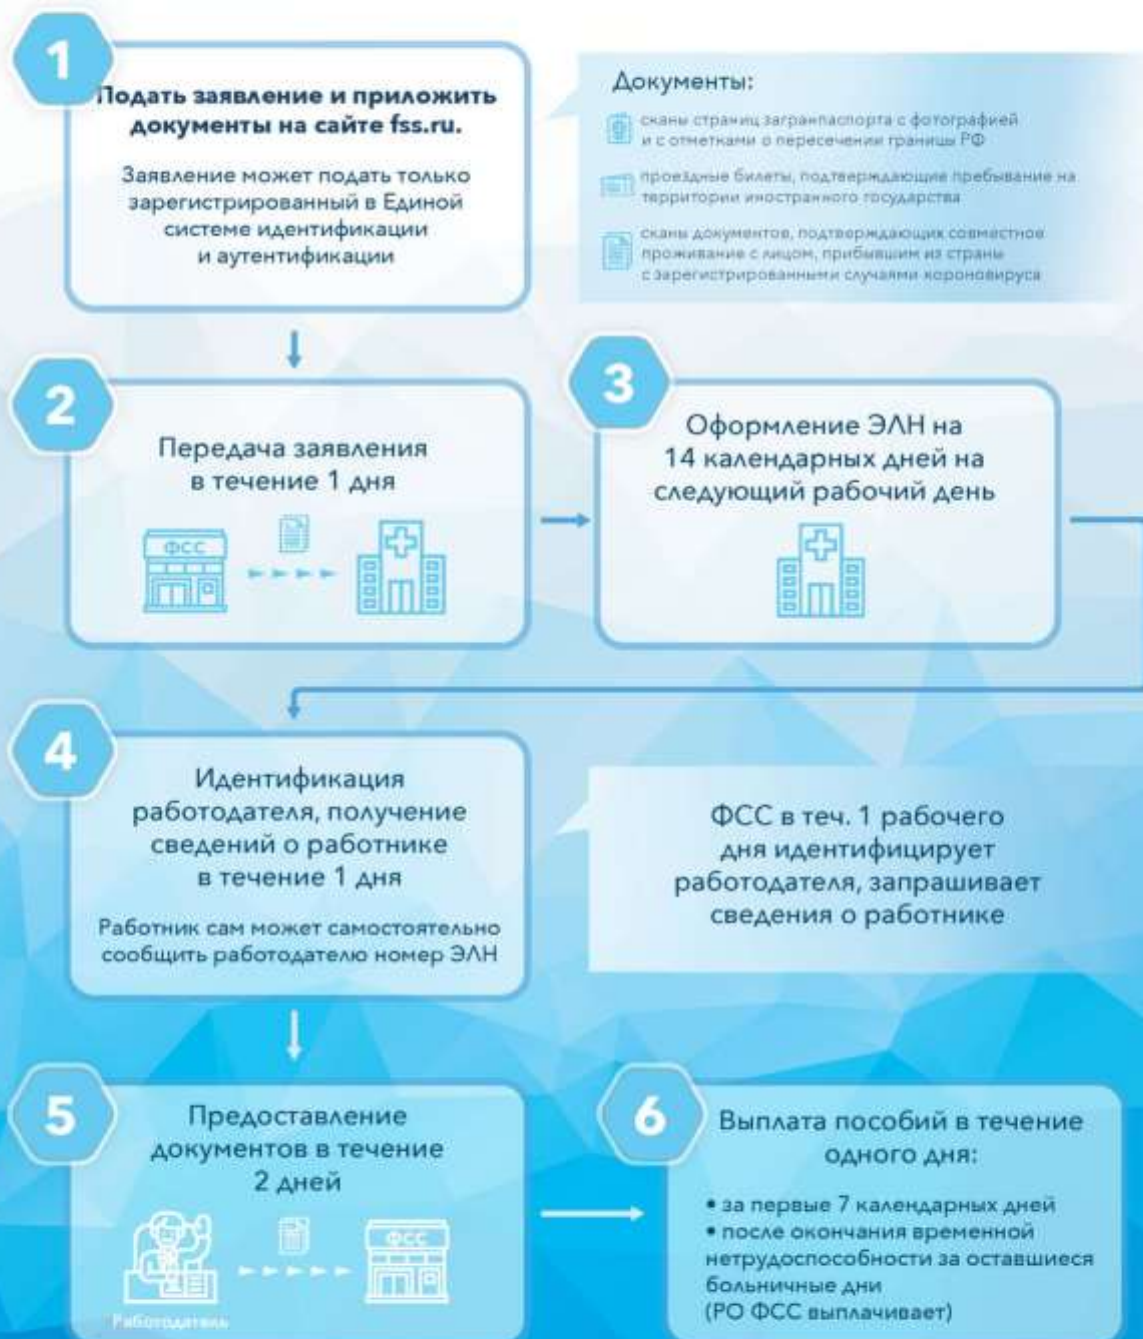 1
Подать заявление и приложить
документы на сайте fss.ru.
Заявление может подать только
зарегистрированный в Единой
системе идентификации
и аутентификации
Документы:
сканы страниц загранпаспорта с фотографией
и с отметками о пересечении границы РФ
проездные билеты, подтверждающие пребывание на
территории иностранного государства
сканы документов, подтверждающих совместное
проживание с лицом, прибывшим из страны
с зарегистрированными случаями короновируса
2
Передача заявления
в течение 1 дня
ФСС
3
Оформление ЭЛН на
14 календарных дней на
следующий рабочий день
4
Идентификация
работодателя, получение
сведений о работнике
в течение 1 дня
Работник сам может самостоятельно
сообщить работодателю номер ЭЛН
ФСС в теч. 1 рабочего
дня идентифицирует
работодателя, запрашивает
сведения о работнике
5
Предоставление
документов в течение
2 дней
ФСС
Работодатель
6
Выплата пособий в течение
одного дня:
• за первые 7 календарных дней
• после окончания временной
нетрудоспособности за оставшиеся
больничные дни
(РО ФСС выплачивает)